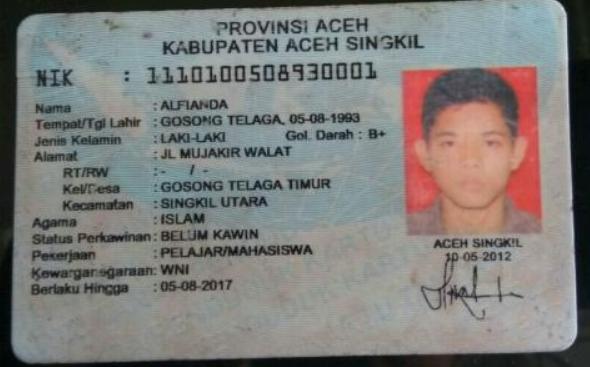 PROVINSI ACEH
KABUPATEN ACEH SINGKIL
NIK : 1110100508930001
Nama : ALFIANDA
Tempat/Tgl Lahir : GOSONG TELAGA, 05-08-1993
Jenis Kelamin : LAKI-LAKI Gol. Darah : B+
Alamat : JL MUJAKIR WALAT
RT/RW : - / -
Kel/Desa : GOSONG TELAGA TIMUR
Kecamatan : SINGKIL UTARA
Agama : ISLAM
Status Perkawinan : BELUM KAWIN
Pekerjaan : PELAJAR/MAHASISWA
Kewarganegaraan: WNI
Berlaku Hingga : 05-08-2017
ACEH SINGKIL
10-05-2012